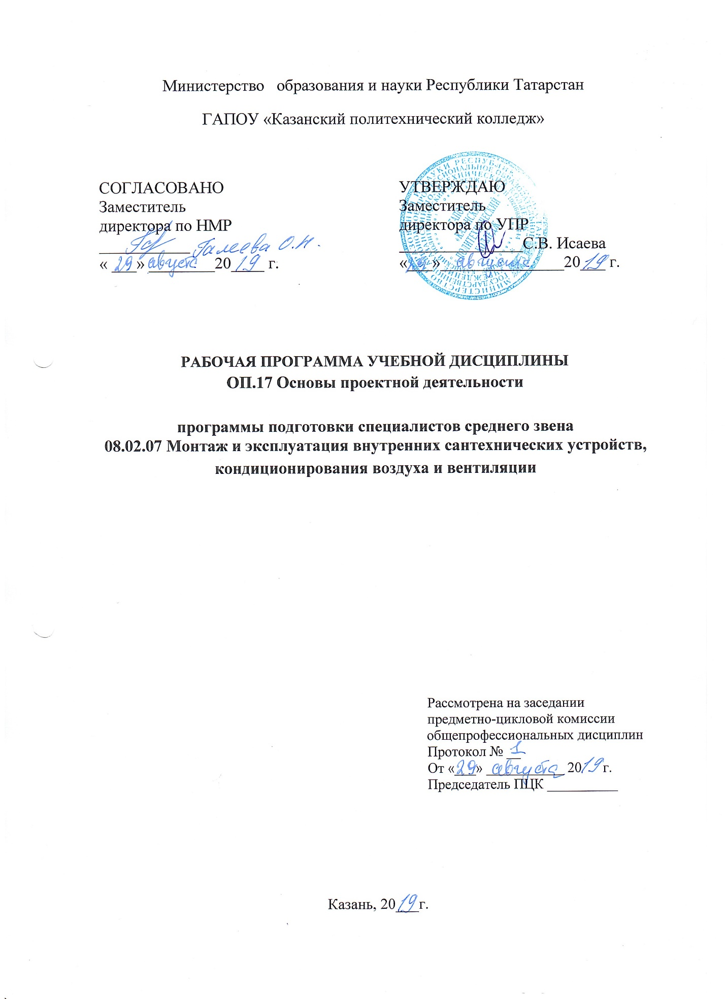 Министерство образования и науки Республики Татарстан
ГАПОУ «Казанский политехнический колледж»
СОГЛАСОВАНО
Заместитель
директора по НМР
Галеева О.Н.
« 29 » августа 20 19 г.
УТВЕРЖДАЮ
Заместитель
директора по УПР
С.В. Исаева
« 29 » августа 20 19 г.
РАБОЧАЯ ПРОГРАММА УЧЕБНОЙ ДИСЦИПЛИНЫ
ОП.17 Основы проектной деятельности
программы подготовки специалистов среднего звена
08.02.07 Монтаж и эксплуатация внутренних сантехнических устройств,
кондиционирования воздуха и вентиляции
Рассмотрена на заседании
предметно-цикловой комиссии
общепрофессиональных дисциплин
Протокол № 1
От «29» августа 2019 г.
Председатель ПЦК
Казань, 2019 г.